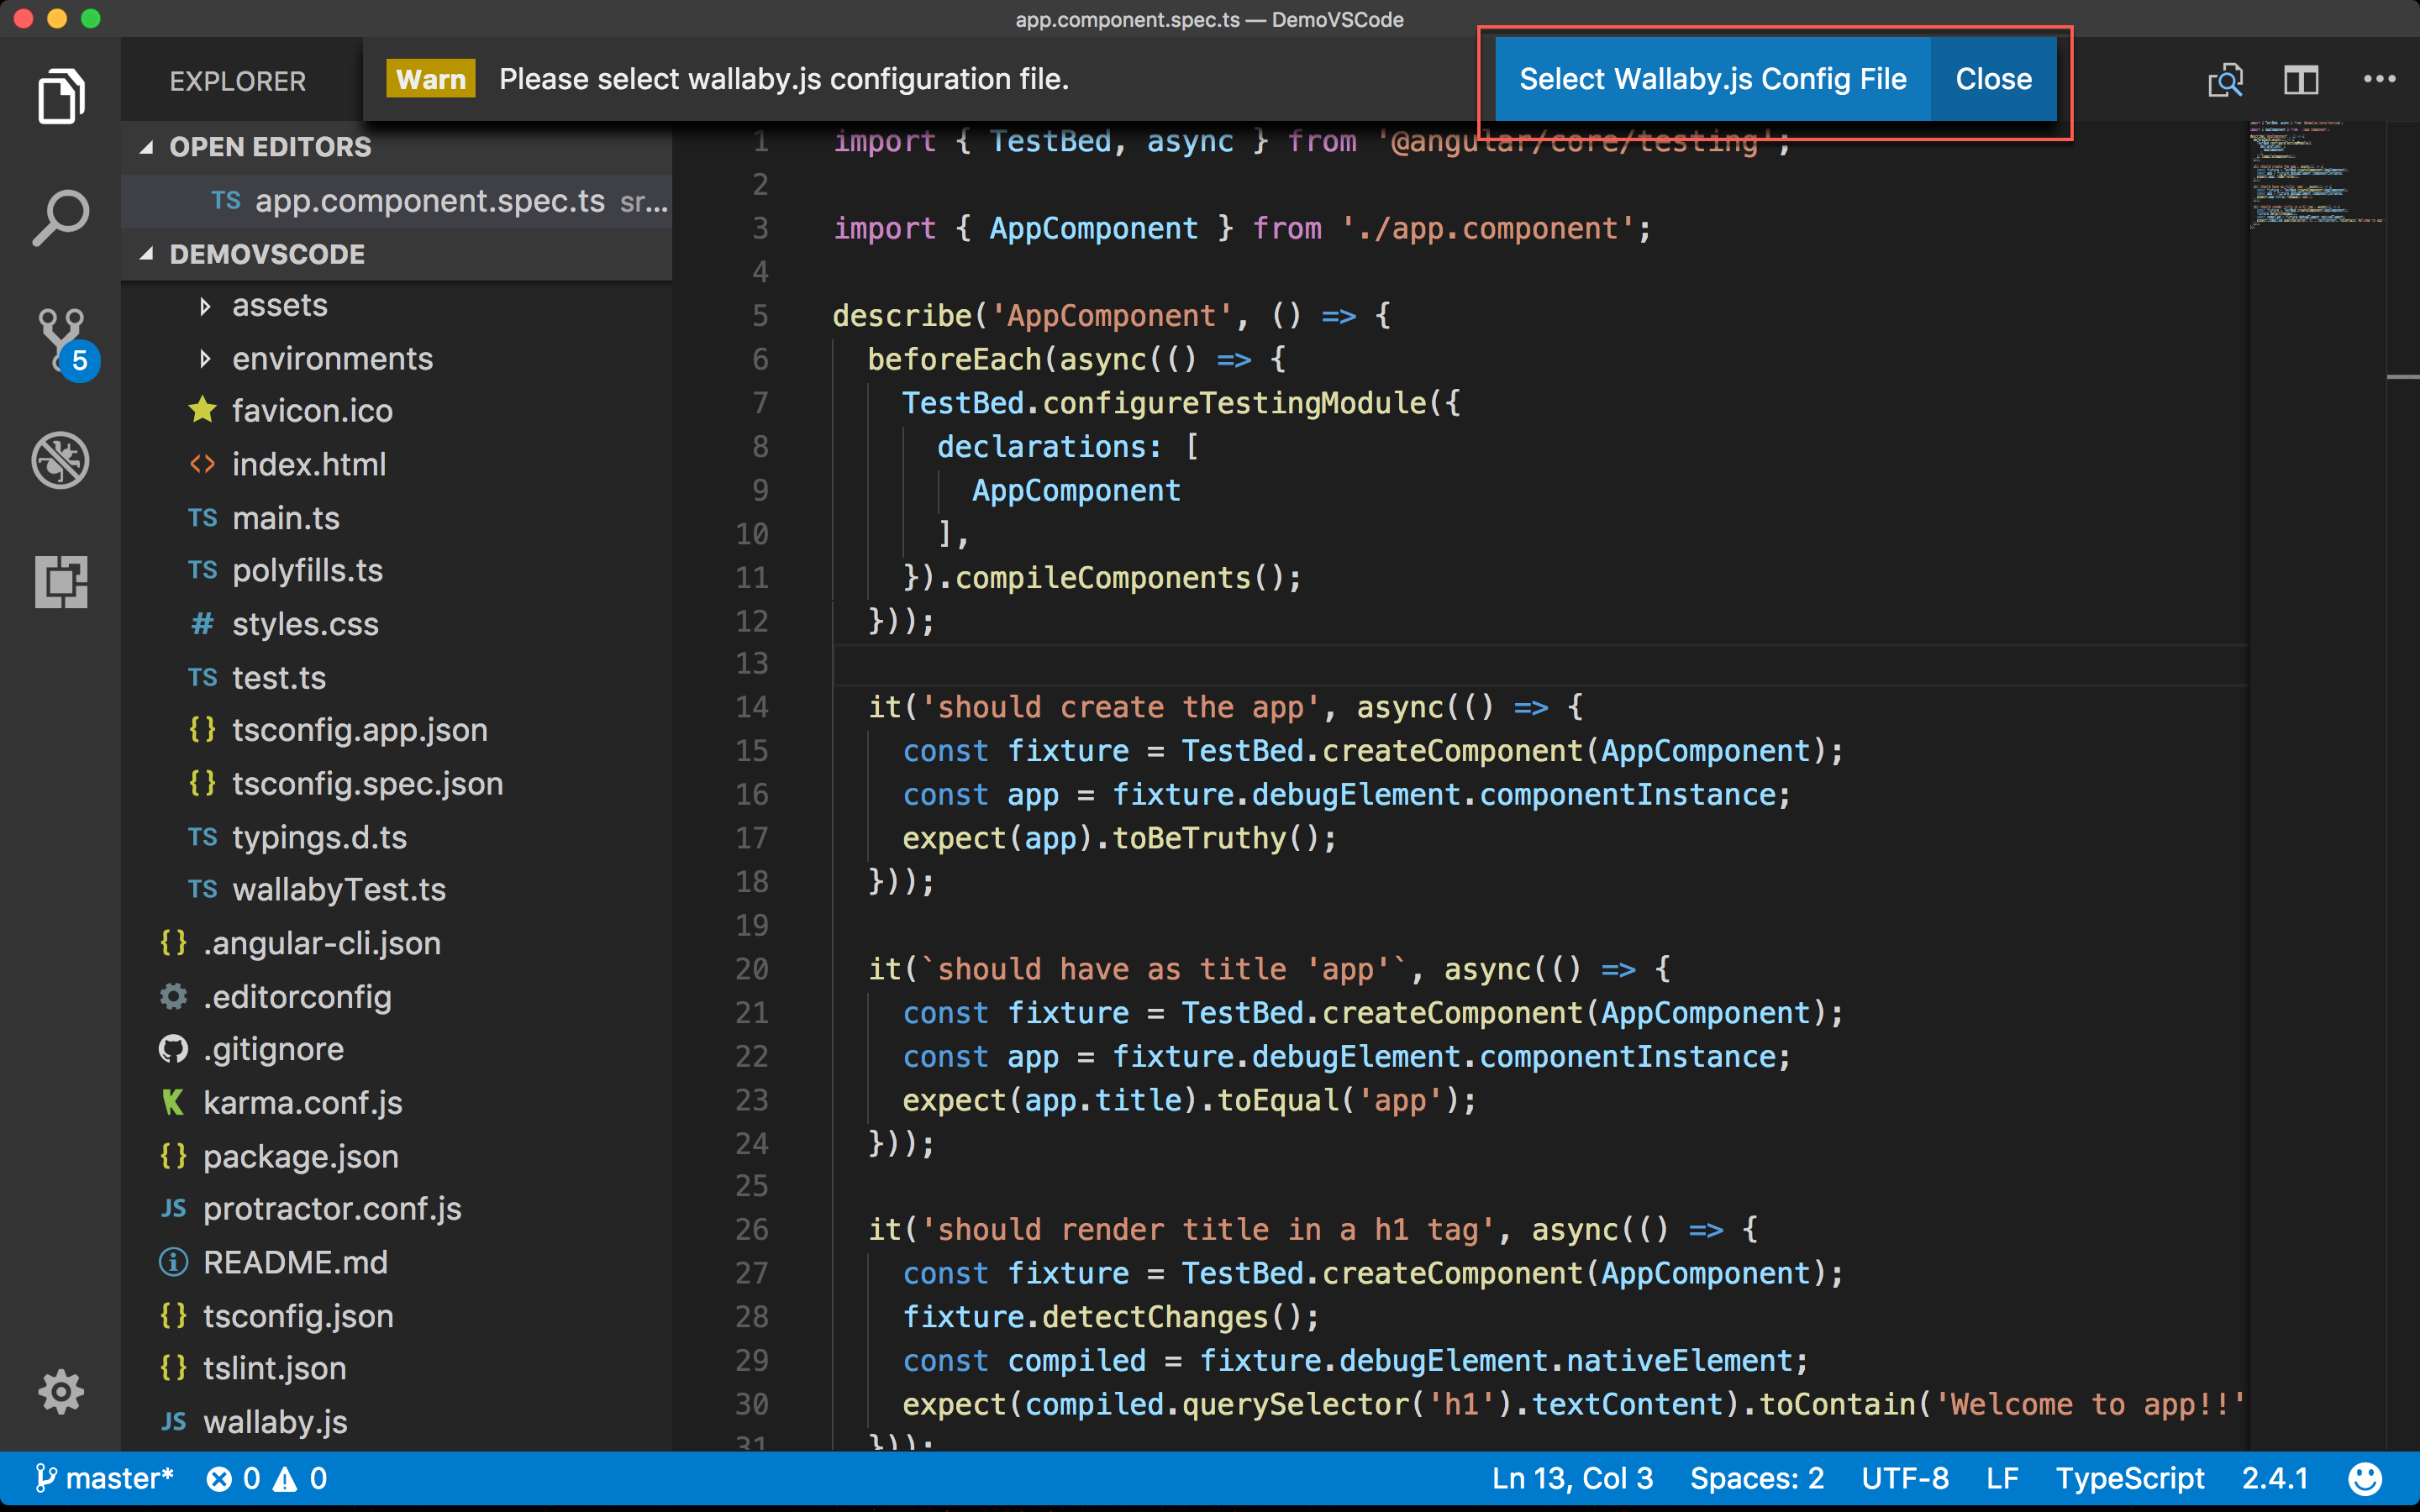 app.component.spec.ts — DemoVSCode
EXPLORER
Warn Please select wallaby.js configuration file.
Select Wallaby.js Config File Close
OPEN EDITORS
TS app.component.spec.ts sr...
DEMOVSCODE
assets
environments
favicon.ico
<> index.html
TS main.ts
TS polyfills.ts
# styles.css
TS test.ts
{} tsconfig.app.json
{} tsconfig.spec.json
TS typings.d.ts
TS wallabyTest.ts
{} .angular-cli.json
.editorconfig
.gitignore
karma.conf.js
{} package.json
JS protractor.conf.js
README.md
{} tsconfig.json
{} tslint.json
JS wallaby.js
5
1 import { TestBed, async } from '@angular/core/testing';
2
3 import { AppComponent } from './app.component';
4
5 describe('AppComponent', () => {
6 beforeEach(async(() => {
7 TestBed.configureTestingModule({
8 declarations: [
9 AppComponent
10 ],
11 }).compileComponents();
12 }));
13
14 it('should create the app', async(() => {
15 const fixture = TestBed.createComponent(AppComponent);
16 const app = fixture.debugElement.componentInstance;
17 expect(app).toBeTruthy();
18 }));
19
20 it(`should have as title 'app'`, async(() => {
21 const fixture = TestBed.createComponent(AppComponent);
22 const app = fixture.debugElement.componentInstance;
23 expect(app.title).toEqual('app');
24 }));
25
26 it('should render title in a h1 tag', async(() => {
27 const fixture = TestBed.createComponent(AppComponent);
28 fixture.detectChanges();
29 const compiled = fixture.debugElement.nativeElement;
30 expect(compiled.querySelector('h1').textContent).toContain('Welcome to app!!'
31 }));
master* 0 0
Ln 13, Col 3 Spaces: 2 UTF-8 LF TypeScript 2.4.1